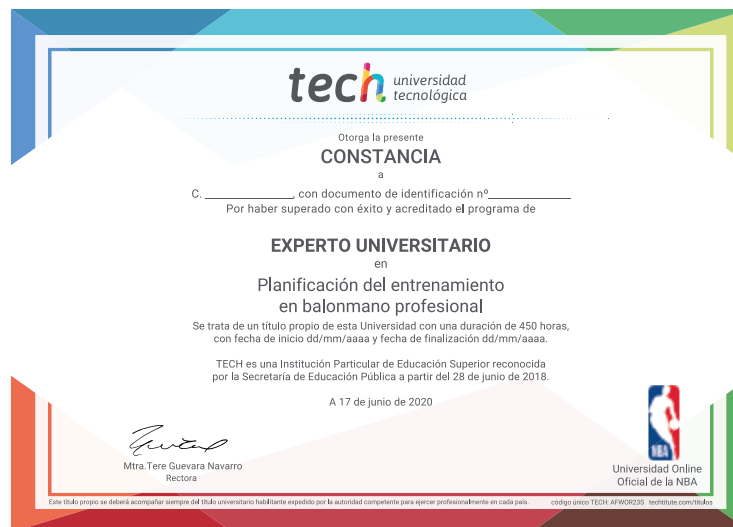 tech universidad
tecnológica
Otorga la presente
CONSTANCIA
a
C. ______________, con documento de identificación nº______________
Por haber superado con éxito y acreditado el programa de
EXPERTO UNIVERSITARIO
en
Planificación del entrenamiento
en balonmano profesional
Se trata de un título propio de esta Universidad con una duración de 450 horas,
con fecha de inicio dd/mm/aaaa y fecha de finalización dd/mm/aaaa.
TECH es una Institución Particular de Educación Superior reconocida
por la Secretaría de Educación Pública a partir del 28 de junio de 2018.
A 17 de junio de 2020
Mtra.Tere Guevara Navarro
Rectora
NBA
Universidad Online
Oficial de la NBA
Este título propio se deberá acompañar siempre del título universitario habilitante expedido por la autoridad competente para ejercer profesionalmente en cada país. código único TECH: AFWOR23S techtitute.com/títulos